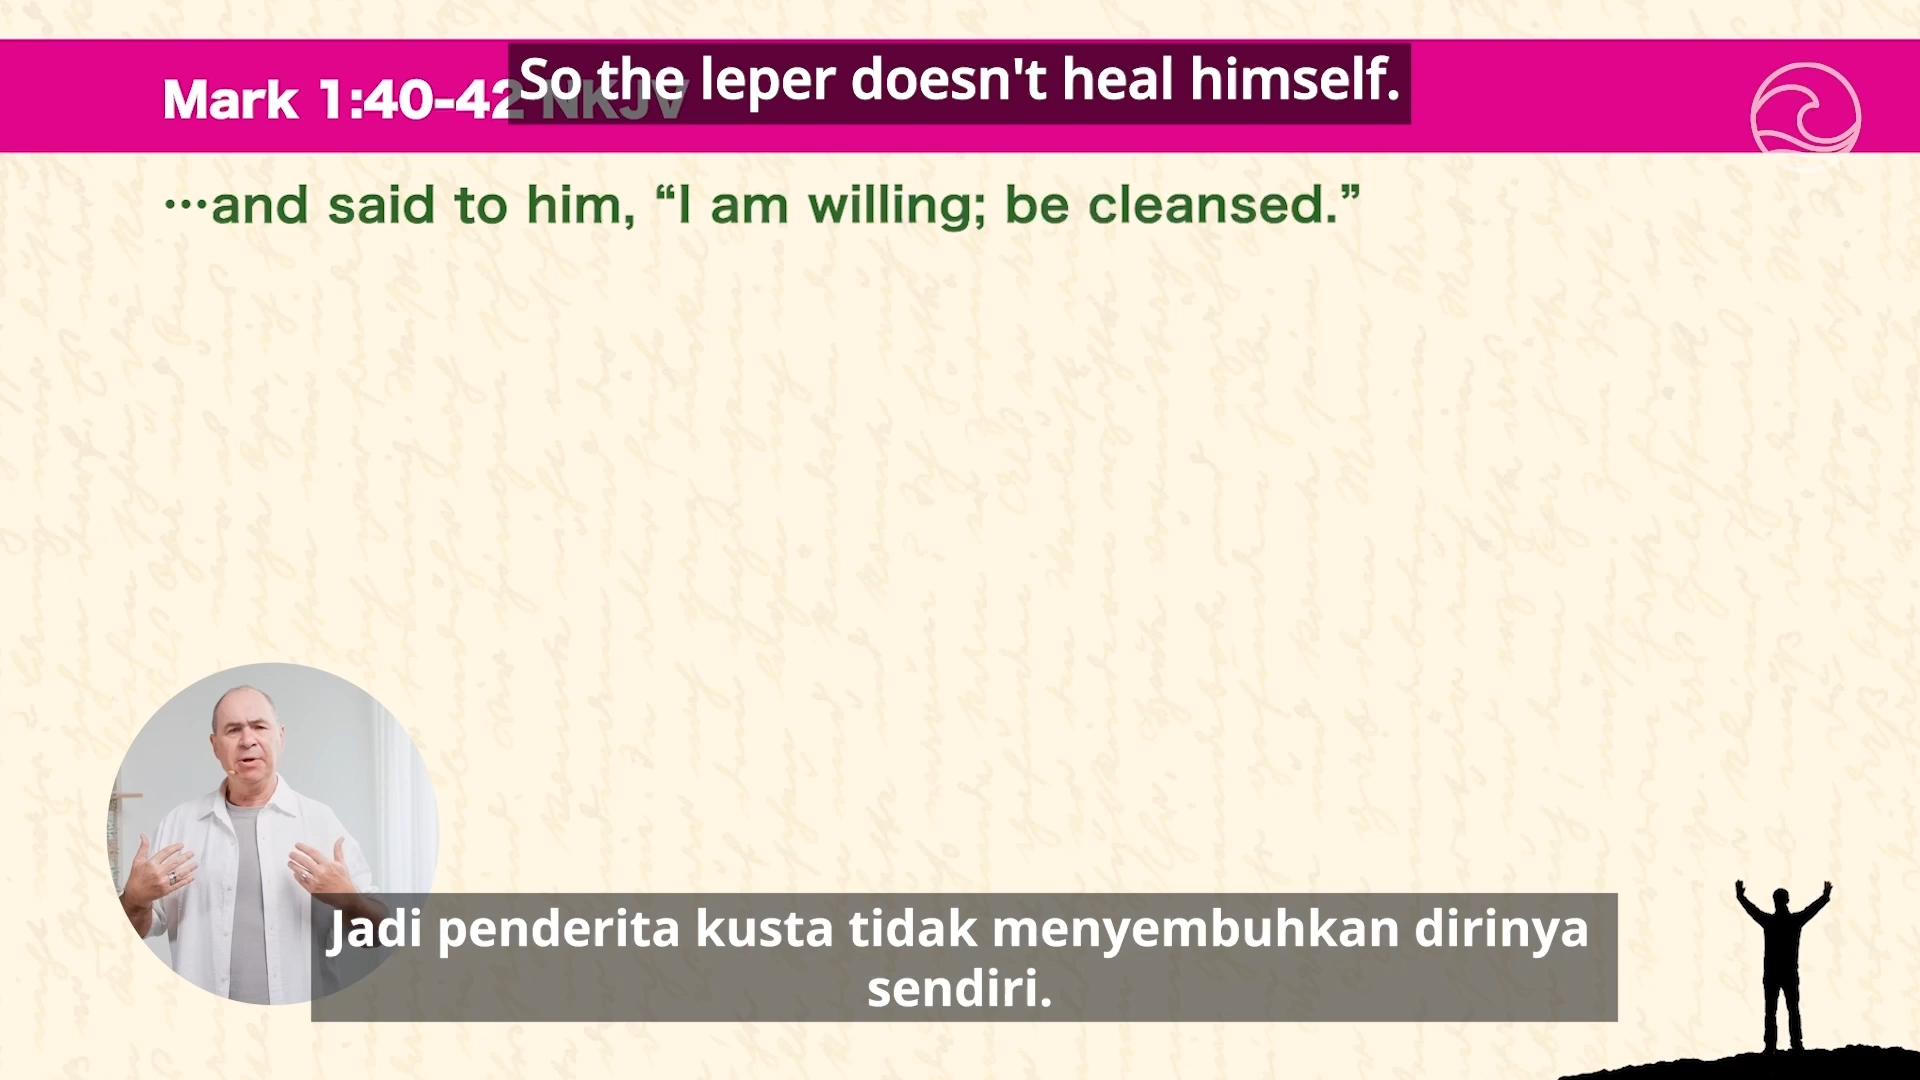 So the leper doesn't heal himself.
Mark 1:40-42 NKJV
…and said to him, “I am willing; be cleansed.”
Jadi penderita kusta tidak menyembuhkan dirinya
sendiri.